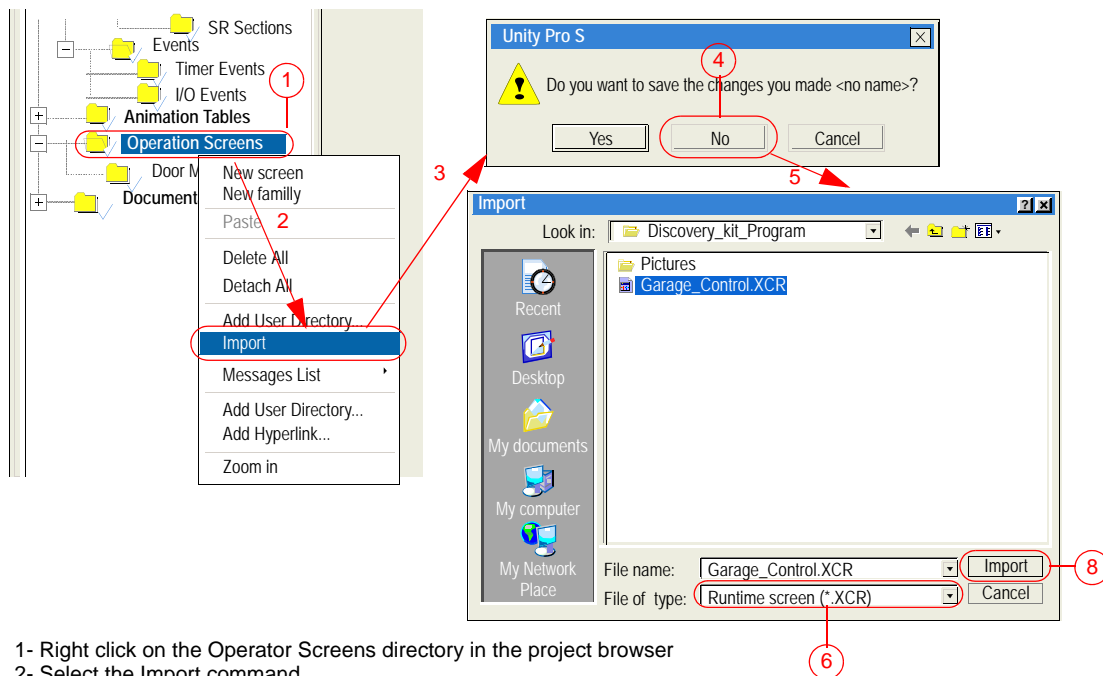 SR Sections
Events
Timer Events
1
I/O Events
Animation Tables
Operation Screens
Door M
Document
New screen
New familly
Paste
2
Delete All
Detach All
Add User Directory...
Import
Messages List
Add User Directory...
Add Hyperlink...
Zoom in
3
Unity Pro S
4
Do you want to save the changes you made <no name>?
Yes
No
Cancel
5
Import
Look in:
Discovery_kit_Program
Pictures
Garage_Control.XCR
Recent
Desktop
My documents
My computer
My Network
Place
File name:
Garage_Control.XCR
Import
8
File of type:
Runtime screen (*.XCR)
Cancel
6
1- Right click on the Operator Screens directory in the project browser
2- Select the Import command